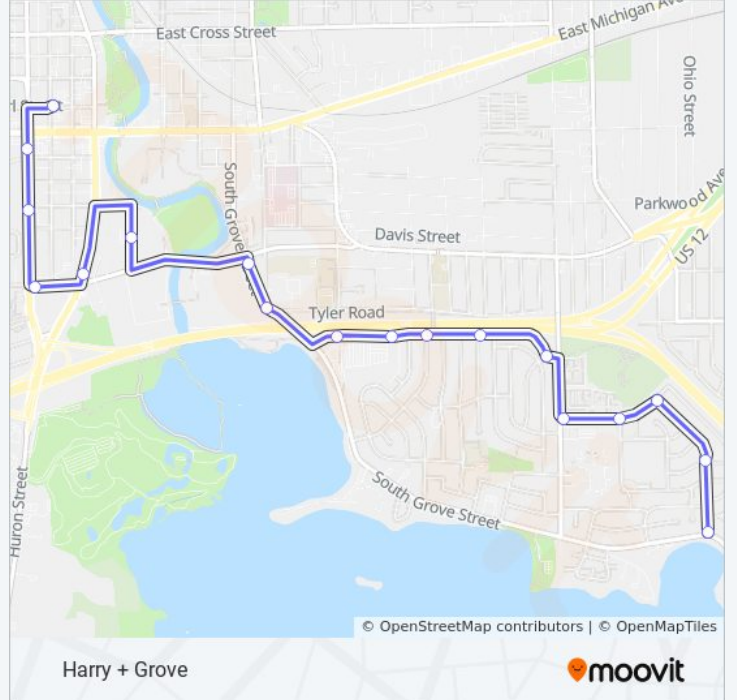 East Cross Street
East Michigan Ave
Ohio Street
South Grove
Parkwood Ave
Davis Street
US 12
Tyler Road
Huron Street
South Grove Street
© OpenStreetMap contributors | © OpenMapTiles
Harry + Grove
moovit